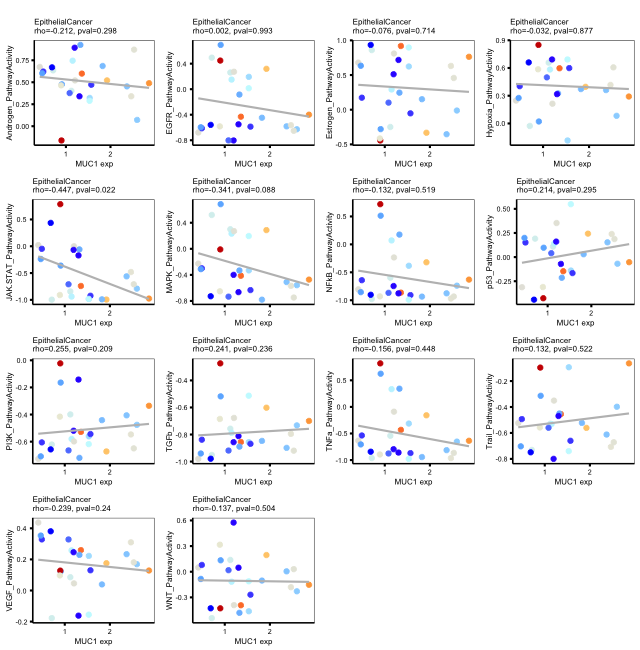 EpithelialCancer
rho=-0.212, pval=0.298
Androgen_PathwayActivity
0.75
0.50
0.25
0.00
1
2
MUC1 exp
EpithelialCancer
rho=0.002, pval=0.993
EGFR_PathwayActivity
0.4
0.0
-0.4
-0.8
1
2
MUC1 exp
EpithelialCancer
rho=-0.076, pval=0.714
Estrogen_PathwayActivity
1.0
0.5
0.0
-0.5
1
2
MUC1 exp
EpithelialCancer
rho=-0.032, pval=0.877
Hypoxia_PathwayActivity
0.9
0.6
0.3
0.0
1
2
MUC1 exp
EpithelialCancer
rho=-0.447, pval=0.022
JAK-STAT_PathwayActivity
0.5
0.0
-0.5
-1.0
1
2
MUC1 exp
EpithelialCancer
rho=-0.341, pval=0.088
MAPK_PathwayActivity
0.4
0.0
-0.4
-0.8
1
2
MUC1 exp
EpithelialCancer
rho=-0.132, pval=0.519
NFkB_PathwayActivity
0.5
0.0
-0.5
-1.0
1
2
MUC1 exp
EpithelialCancer
rho=0.214, pval=0.295
p53_PathwayActivity
0.50
0.25
0.00
-0.25
1
2
MUC1 exp
EpithelialCancer
rho=0.255, pval=0.209
PI3K_PathwayActivity
0.0
-0.2
-0.4
-0.6
1
2
MUC1 exp
EpithelialCancer
rho=0.241, pval=0.236
TGFb_PathwayActivity
-0.4
-0.6
-0.8
-1.0
1
2
MUC1 exp
EpithelialCancer
rho=-0.156, pval=0.448
TNFa_PathwayActivity
0.5
0.0
-0.5
-1.0
1
2
MUC1 exp
EpithelialCancer
rho=0.132, pval=0.522
Trail_PathwayActivity
-0.2
-0.4
-0.6
-0.8
1
2
MUC1 exp
EpithelialCancer
rho=-0.239, pval=0.24
VEGF_PathwayActivity
0.4
0.2
0.0
-0.2
1
2
MUC1 exp
EpithelialCancer
rho=-0.137, pval=0.504
WNT_PathwayActivity
0.6
0.3
0.0
-0.3
1
2
MUC1 exp